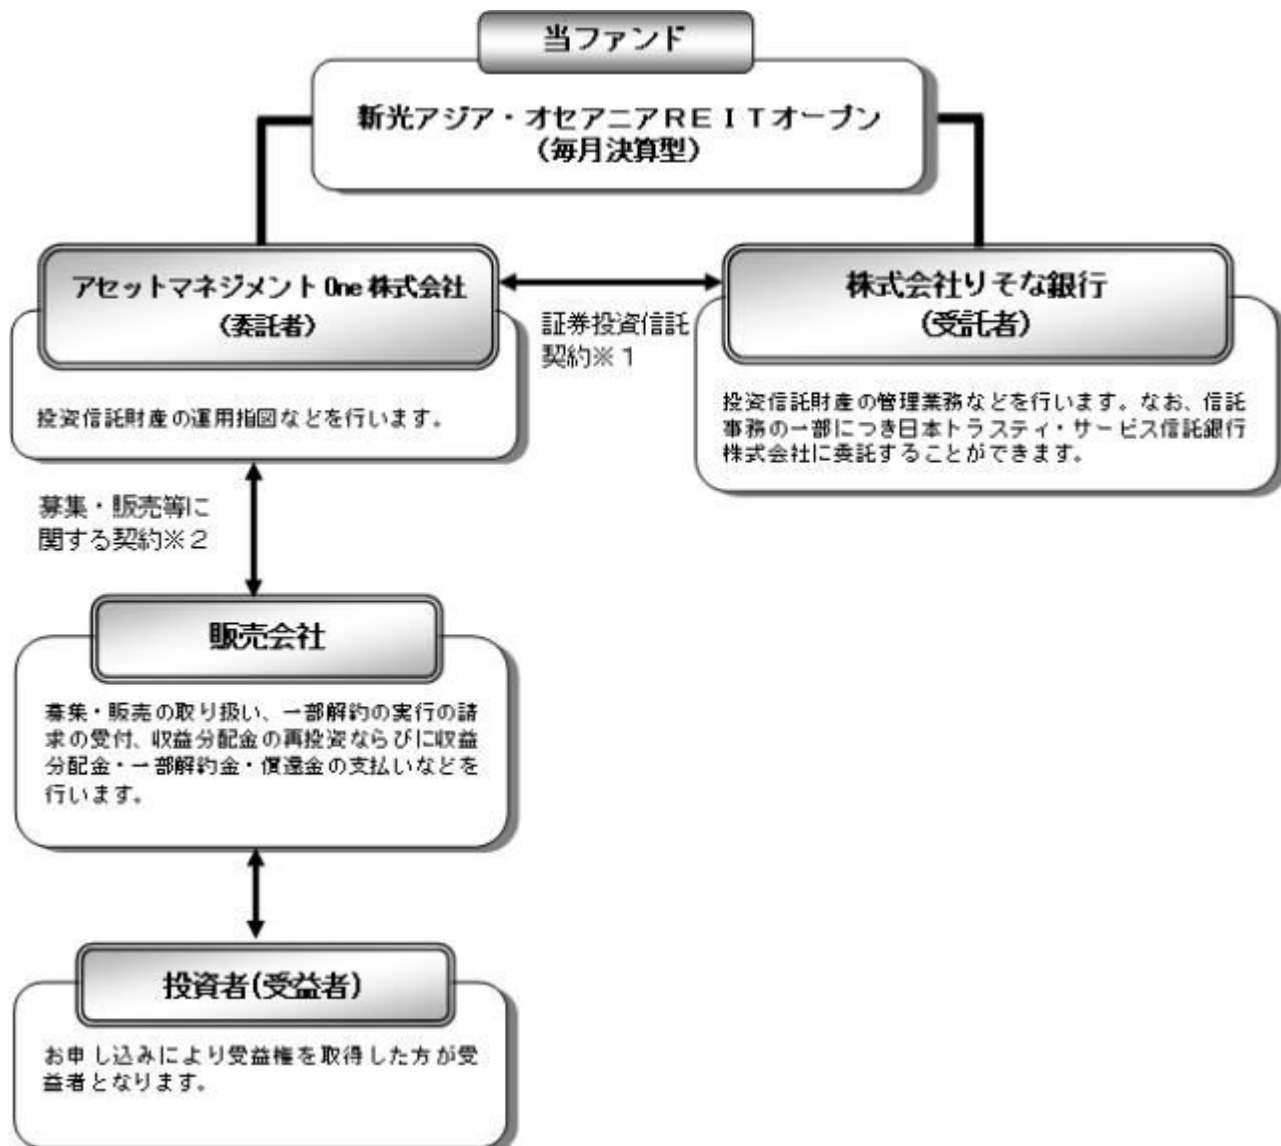 当ファンド
新光アジア・オセアニアＲＥＩＴオープン
（毎月決算型）
アセットマネジメントOne 株式会社
（委託者）
投資信託財産の運用指図などを行います。
証券投資信託
契約※１
株式会社りそな銀行
（受託者）
投資信託財産の管理業務などを行います。なお、信託
事務の一部につき日本トラスティ・サービス信託銀行
株式会社に委託することができます。
募集・販売等に
関する契約※２
販売会社
募集・販売の取り扱い、一部解約の実行の請
求の受付、収益分配金の再投資ならびに収益
分配金・一部解約金・償還金の支払いなどを
行います。
投資者(受益者)
お申し込みにより受益権を取得した方が受
益者となります。